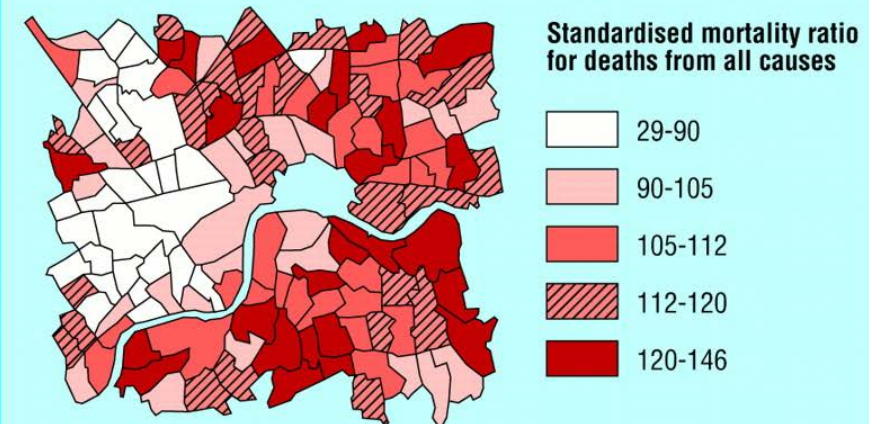 Standardised mortality ratio
for deaths from all causes
29-90
90-105
105-112
112-120
120-146